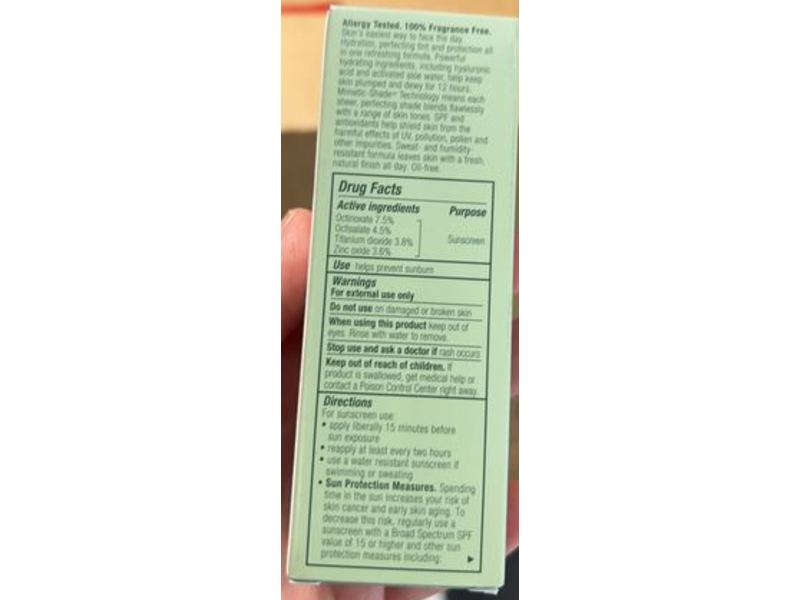 Allergy Tested. 100% Fragrance Free.
Skin's easiest way to face the day.
Hydration, perfecting tint and protection all
in one refreshing formula. Powerful
hydrating ingredients, including hyaluronic
acid and activated aloe water, help keep
skin plumped and dewy for 12 hours.
Mimetic-Shade™ Technology means each
sheer, perfecting shade blends flawlessly
with a range of skin tones. SPF and
antioxidants help shield skin from the
harmful effects of UV, pollution, pollen and
other impurities. Sweat- and humidity-
resistant formula leaves skin with a fresh,
natural finish all day. Oil-free.
Drug Facts
Active ingredients Purpose
Octinoxate 7.5%
Octisalate 4.5%
Titanium dioxide 3.8% Sunscreen
Zinc oxide 3.6%
Use helps prevent sunburn
Warnings
For external use only
Do not use on damaged or broken skin
When using this product keep out of
eyes. Rinse with water to remove.
Stop use and ask a doctor if rash occurs
Keep out of reach of children. If
product is swallowed, get medical help or
contact a Poison Control Center right away.
Directions
For sunscreen use:
• apply liberally 15 minutes before
sun exposure
• reapply at least every two hours
• use a water resistant sunscreen if
swimming or sweating
• Sun Protection Measures. Spending
time in the sun increases your risk of
skin cancer and early skin aging. To
decrease this risk, regularly use a
sunscreen with a Broad Spectrum SPF
value of 15 or higher and other sun
protection measures including: